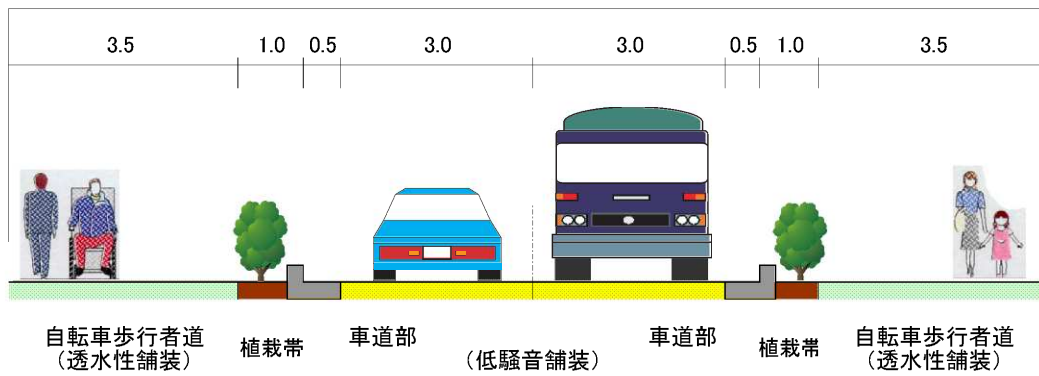 3.5 1.0 0.5 3.0 3.0 0.5 1.0 3.5
自転車歩行者道 植栽帯 車道部 車道部 植栽帯 自転車歩行者道
(透水性舗装) (低騒音舗装) (透水性舗装)